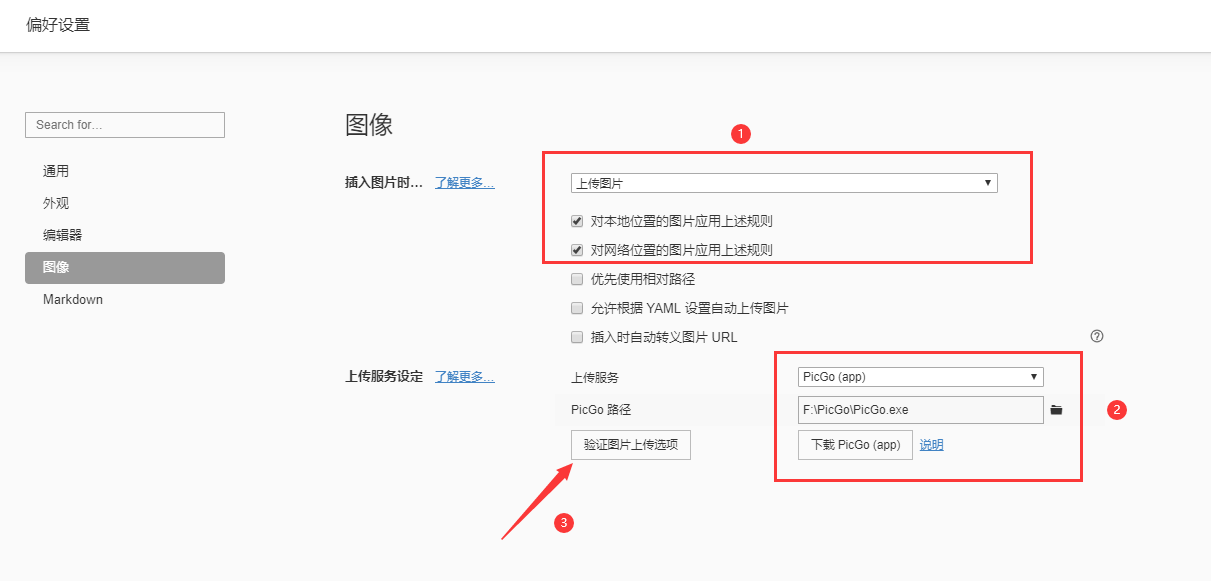 偏好设置
Search for...
通用
外观
编辑器
图像
Markdown
图像
1
插入图片时... 了解更多...
上传图片
对本地位置的图片应用上述规则
对网络位置的图片应用上述规则
优先使用相对路径
允许根据 YAML 设置自动上传图片
插入时自动转义图片 URL
?
上传服务设定 了解更多...
上传服务 PicGo (app)
PicGo 路径 F:\PicGo\PicGo.exe
2
验证图片上传选项 下载 PicGo (app) 说明
3